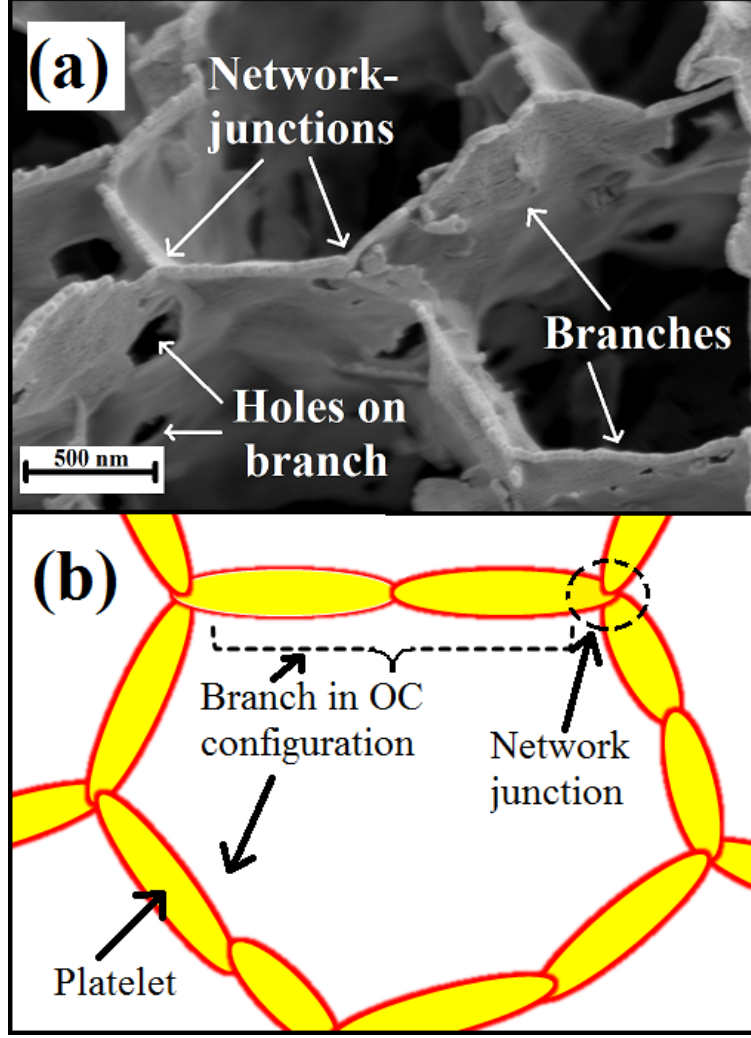 (a)
Network-
junctions
Branches
Holes on
branch
500 nm
(b)
Branch in OC
configuration
Network
junction
Platelet